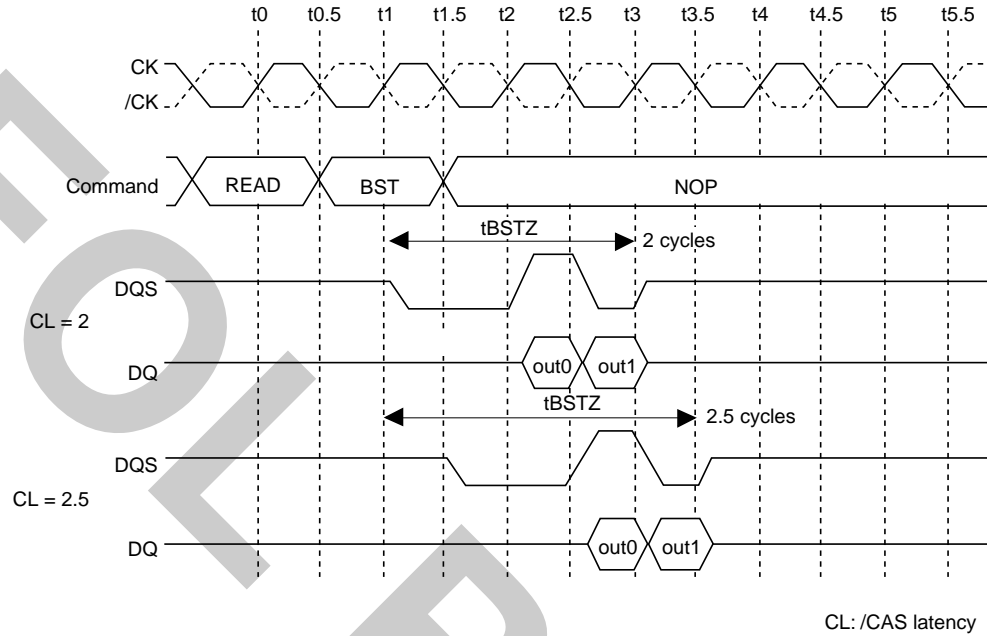 t0 t0.5 t1 t1.5 t2 t2.5 t3 t3.5 t4 t4.5 t5 t5.5
CK
/CK
Command READ BST NOP
tBSTZ
2 cycles
DQS
CL = 2
DQ out0 out1
tBSTZ
2.5 cycles
DQS
CL = 2.5
DQ out0 out1
CL: /CAS latency
EOL P